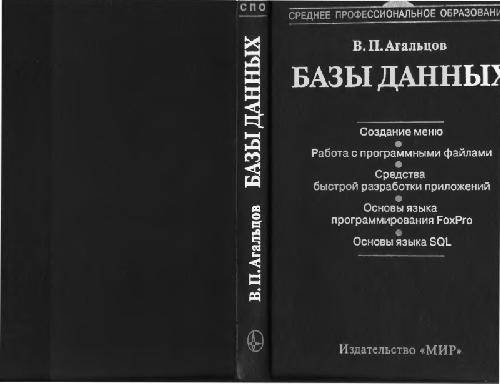 СПО
БАЗЫ ДАННЫХ
В.П.Агальцов
СРЕДНЕЕ ПРОФЕССИОНАЛЬНОЕ ОБРАЗОВАНИ
В. П. Агальцов
БАЗЫ ДАННЫХ
Создание меню
Работа с программными файлами
Средства
быстрой разработки приложений
Основы языка
программирования FoxPro
Основы языка SQL
Издательство «МИР»